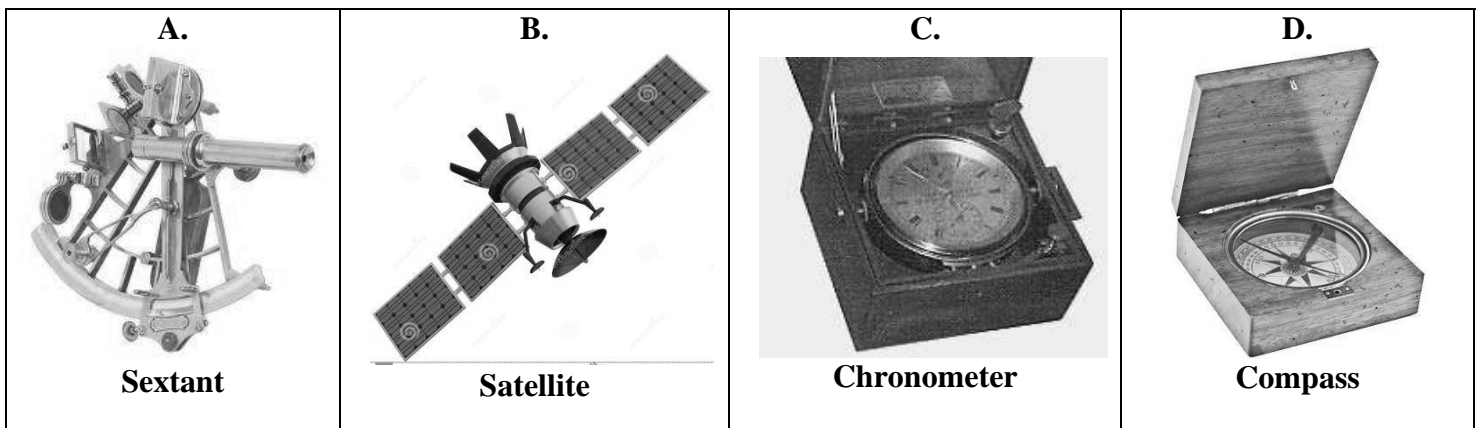 A.
B.
C.
D.
Sextant
Satellite
Chronometer
Compass